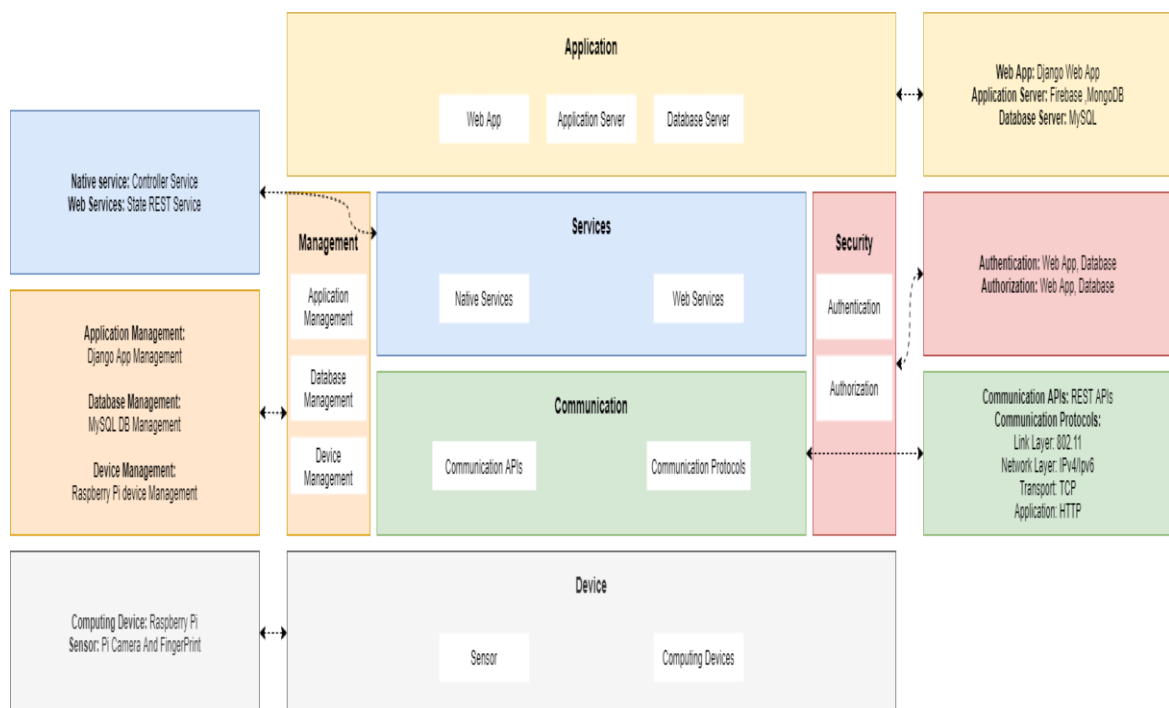 Application
Web App
Application Server
Database Server
Web App: Django Web App
Application Server: Firebase ,MongoDB
Database Server: MySQL
Native service: Controller Service
Web Services: State REST Service
Management
Application
Management
Database
Management
Device
Management
Services
Native Services
Web Services
Security
Authentication
Authorization
Authentication: Web App, Database
Authorization: Web App, Database
Application Management:
Django App Management
Database Management:
MySQL DB Management
Device Management:
Raspberry Pi device Management
Communication
Communication APIs
Communication Protocols
Communication APIs: REST APIs
Communication Protocols:
Link Layer: 802.11
Network Layer: IPv4/Ipv6
Transport: TCP
Application: HTTP
Computing Device: Raspberry Pi
Sensor: Pi Camera And FingerPrint
Device
Sensor
Computing Devices